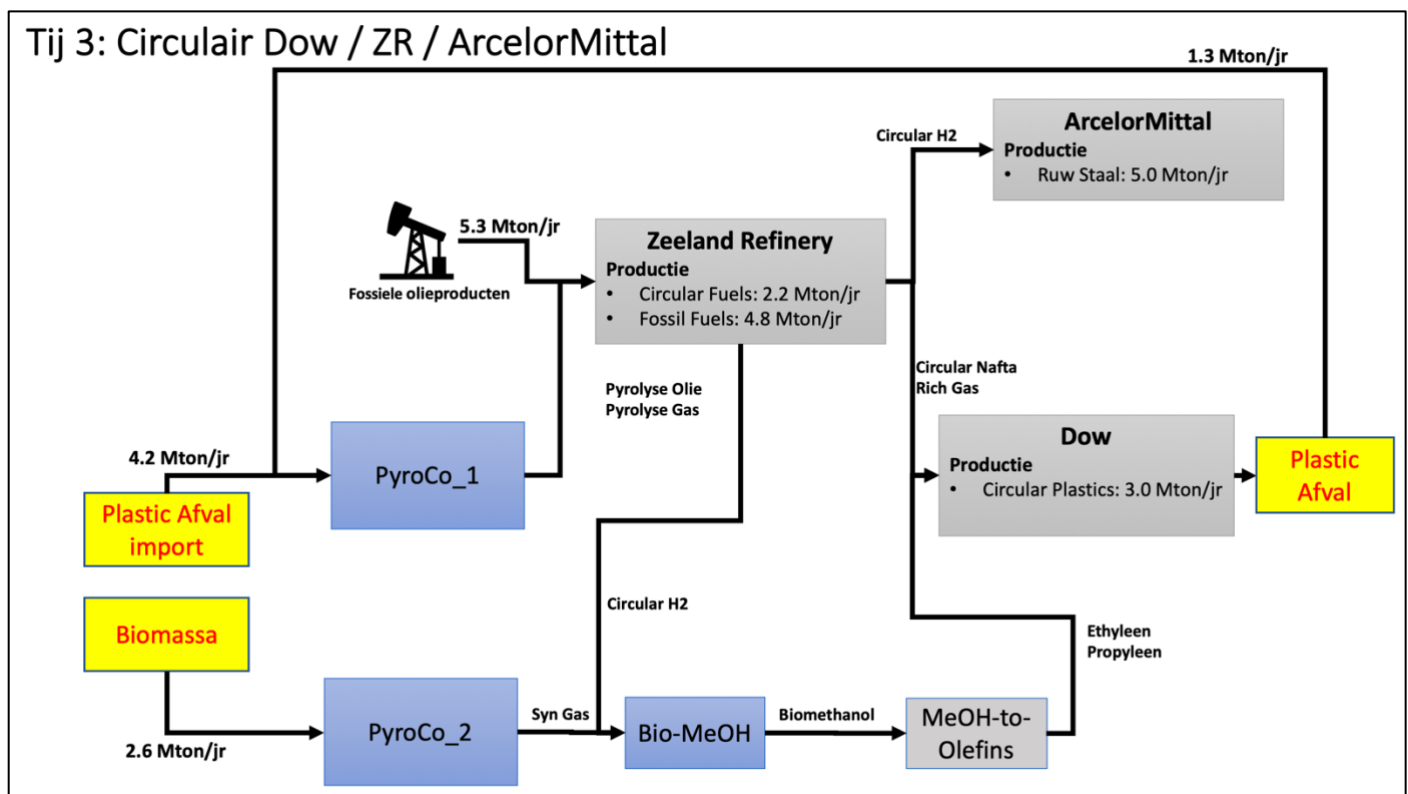 Tij 3: Circulair Dow / ZR / ArcelorMittal
1.3 Mton/jr
ArcelorMittal
Productie
• Ruw Staal: 5.0 Mton/jr
Circular H2
5.3 Mton/jr
Fossiele olieproducten
Zeeland Refinery
Productie
• Circular Fuels: 2.2 Mton/jr
• Fossil Fuels: 4.8 Mton/jr
Pyrolyse Olie
Pyrolyse Gas
Circular Nafta
Rich Gas
4.2 Mton/jr
Plastic Afval
import
PyroCo_1
Dow
Productie
• Circular Plastics: 3.0 Mton/jr
Plastic
Afval
Biomassa
2.6 Mton/jr
PyroCo_2
Syn Gas
Circular H2
Bio-MeOH
Biomethanol
MeOH-to-
Olefins
Ethyleen
Propyleen